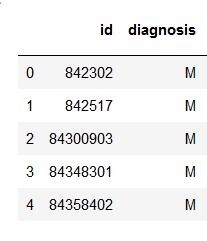 id diagnosis
0 842302 M
1 842517 M
2 84300903 M
3 84348301 M
4 84358402 M